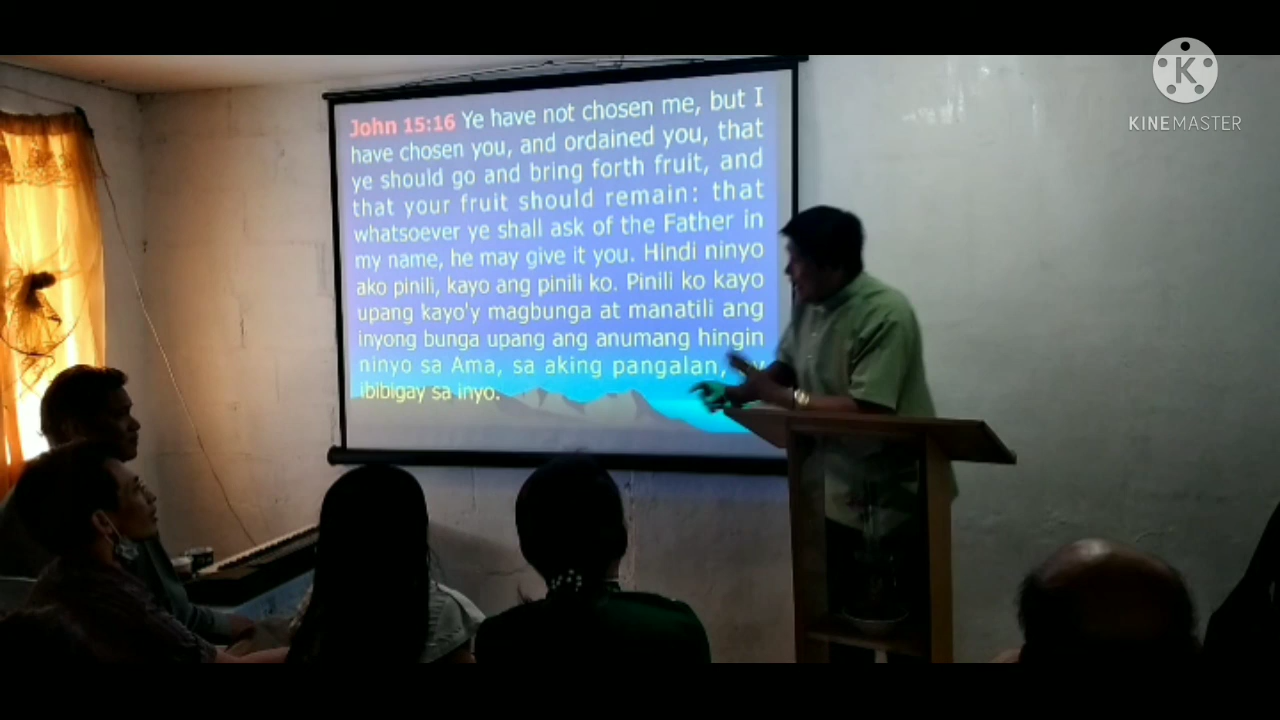 John 15:16 Ye have not chosen me, but I
have chosen you, and ordained you, that
ye should go and bring forth fruit, and
that your fruit should remain: that
whatsoever ye shall ask of the Father in
my name, he may give it you. Hindi ninyo
ako pinili, kayo ang pinili ko. Pinili ko kayo
upang kayo'y magbunga at manatili ang
inyong bunga upang ang anumang hingin
ninyo sa Ama, sa aking pangalan,
ibibigay sa inyo.
K
KINEMASTER